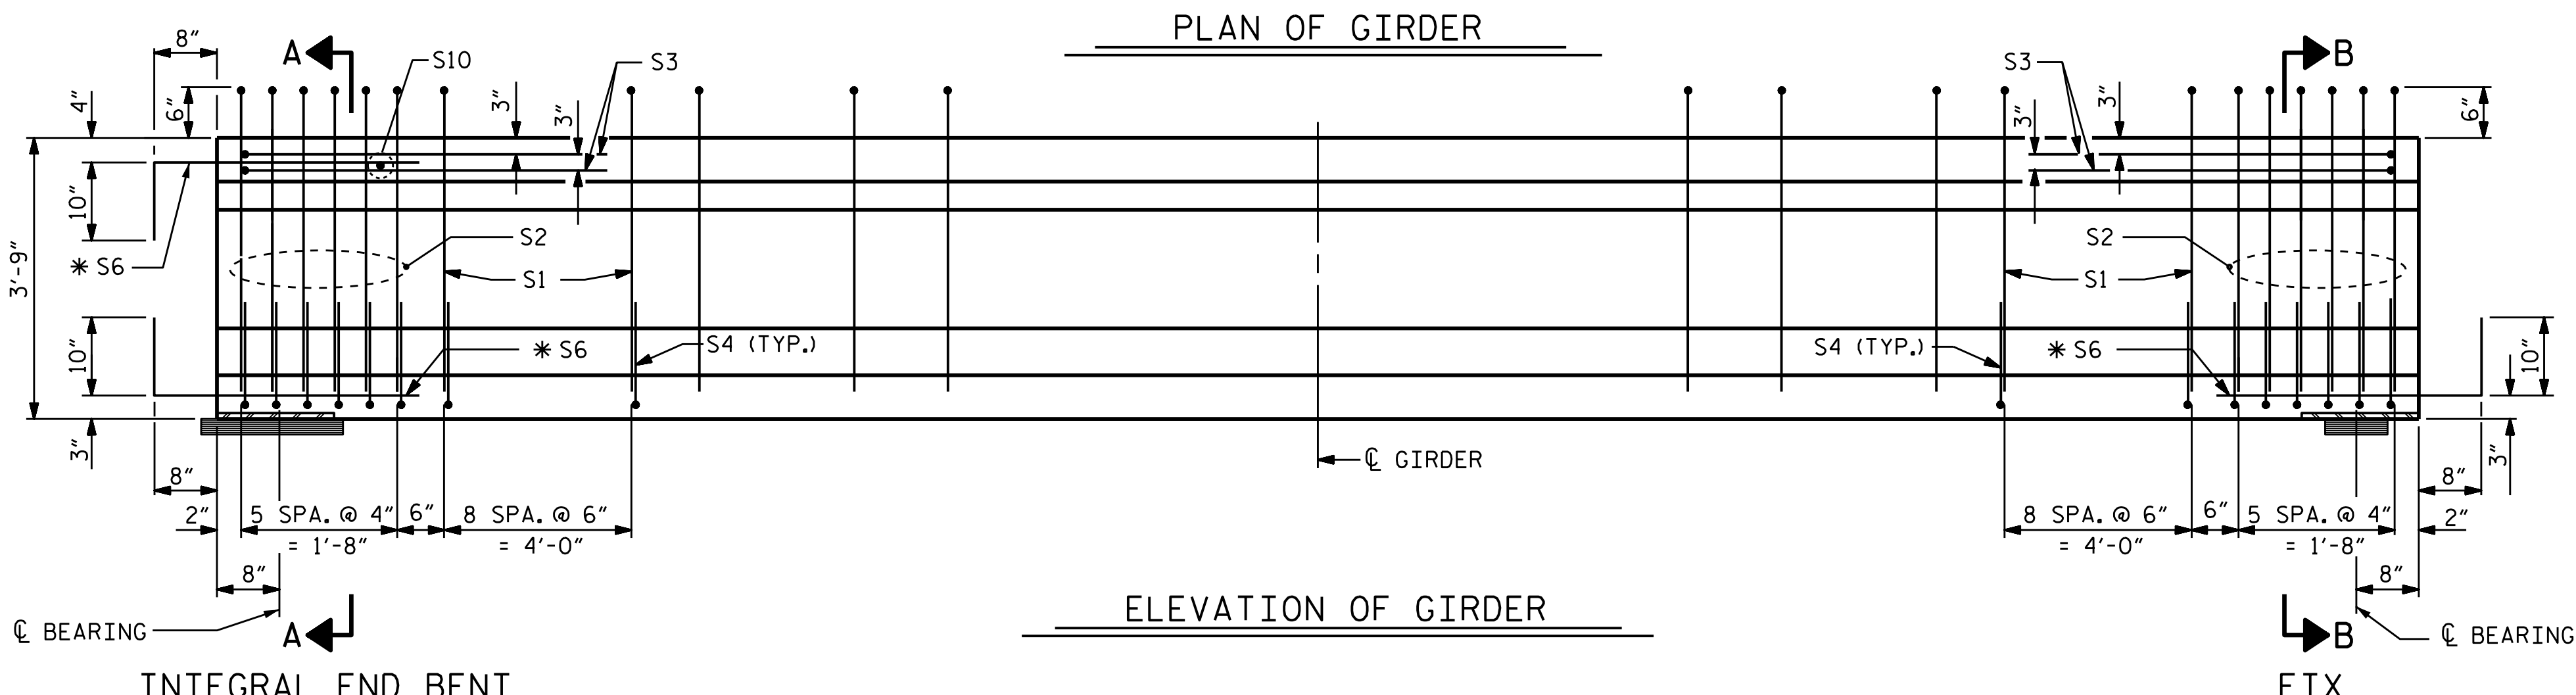 PLAN OF GIRDER
8"
A
S10
S3
S3
B
4"
6"
3"
3"
3"
3"
6"
10"
3'-9"
✳ S6
S2
S1
S2
S1
10"
✳ S6
S4 (TYP.)
S4 (TYP.)
✳ S6
10"
3"
℄ GIRDER
3"
8"
8"
2"
5 SPA. @ 4"
= 1'-8"
6"
8 SPA. @ 6"
= 4'-0"
8 SPA. @ 6"
= 4'-0"
6"
5 SPA. @ 4"
= 1'-8"
2"
8"
8"
ELEVATION OF GIRDER
℄ BEARING
A
B
℄ BEARING
INTEGRAL END BENT